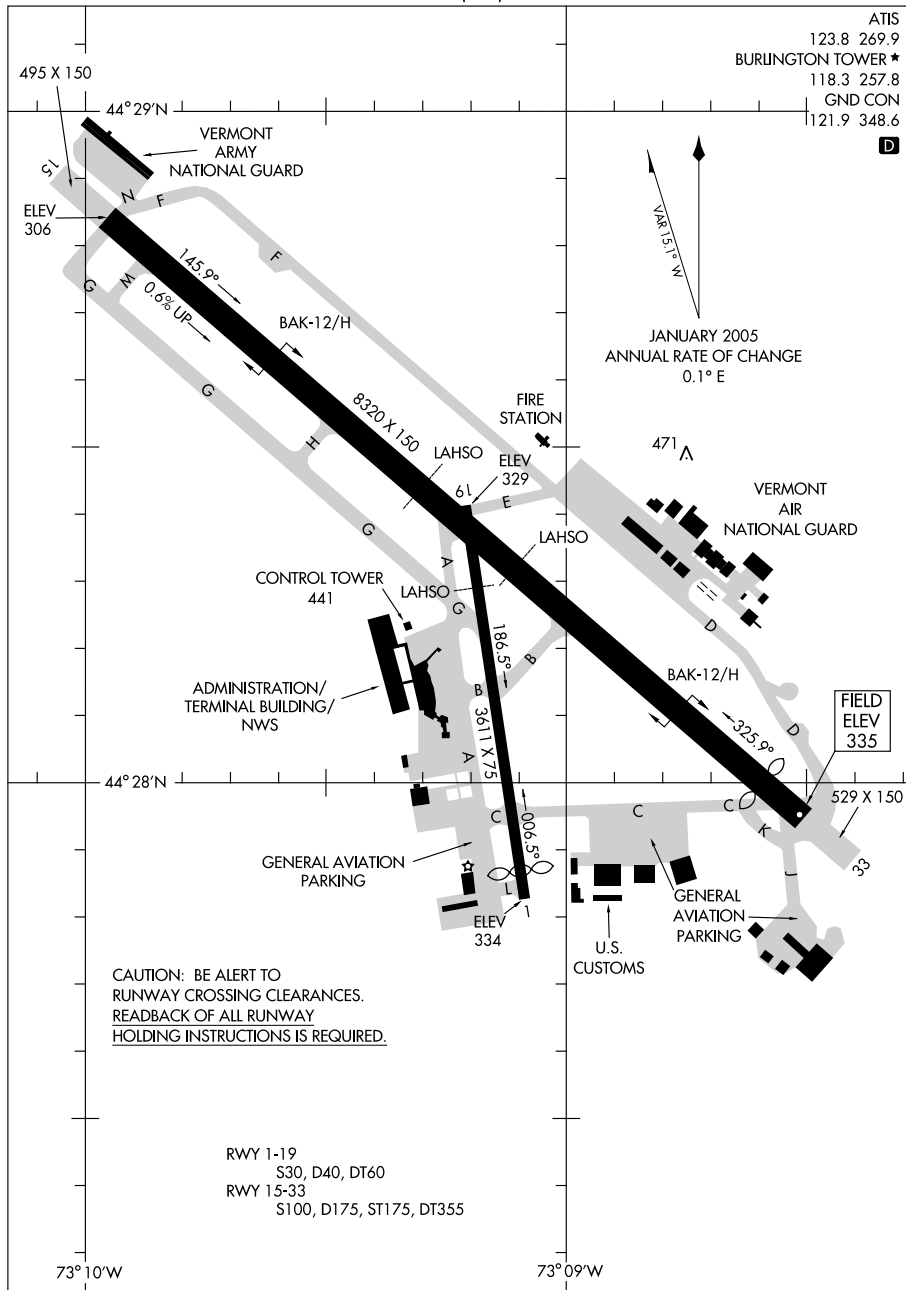 ATIS
123.8 269.9
BURLINGTON TOWER ★
118.3 257.8
GND CON
121.9 348.6
D
495 X 150
44° 29'N
VERMONT
ARMY
NATIONAL GUARD
15
N
F
ELEV
306
F
145.9°
VAR 15.1° W
M
G
0.6% UP
BAK-12/H
JANUARY 2005
ANNUAL RATE OF CHANGE
0.1° E
G
8320 X 150
FIRE
STATION
H
LAHSO
471
ELEV
329
19
E
VERMONT
AIR
NATIONAL GUARD
G
LAHSO
A
CONTROL TOWER
441
LAHSO
G
186.5°
B
D
ADMINISTRATION/
TERMINAL BUILDING/
NWS
B
BAK-12/H
FIELD
ELEV
335
3611 X 75
325.9°
D
A
44° 28'N
529 X 150
C
C
C
K
006.5°
33
GENERAL AVIATION
PARKING
J
L
GENERAL
AVIATION
PARKING
ELEV
334
1
U.S.
CUSTOMS
CAUTION: BE ALERT TO
RUNWAY CROSSING CLEARANCES.
READBACK OF ALL RUNWAY
HOLDING INSTRUCTIONS IS REQUIRED.
RWY 1-19
S30, D40, DT60
RWY 15-33
S100, D175, ST175, DT355
73° 10'W
73° 09'W